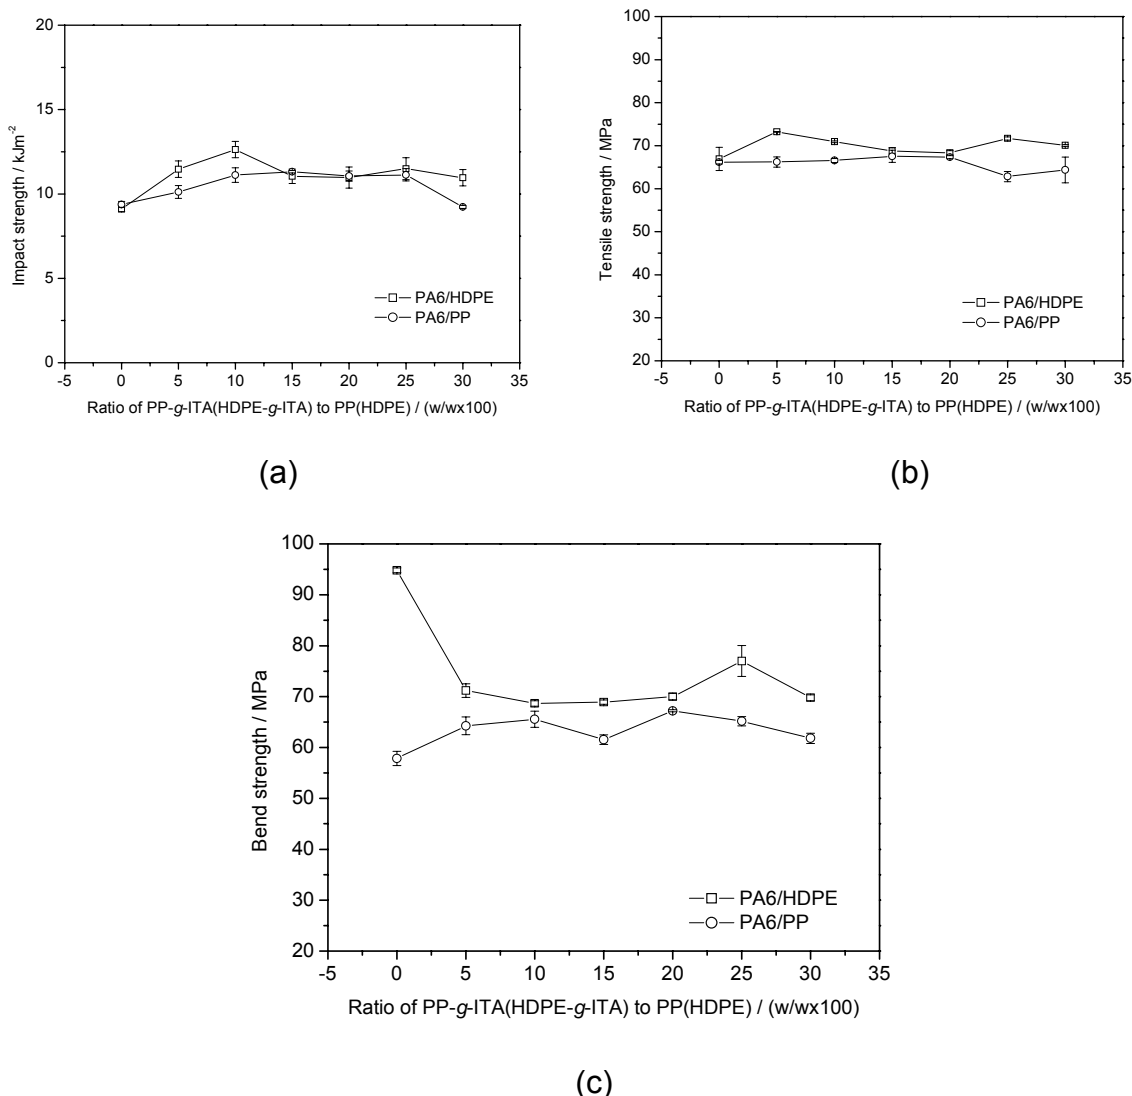 20
15
10
5
0
Impact strength / kJm⁻²
PA6/HDPE
PA6/PP
-5 0 5 10 15 20 25 30 35
Ratio of PP-g-ITA(HDPE-g-ITA) to PP(HDPE) / (w/wx100)
(a)
100
90
80
70
60
50
40
30
20
Tensile strength / MPa
PA6/HDPE
PA6/PP
-5 0 5 10 15 20 25 30 35
Ratio of PP-g-ITA(HDPE-g-ITA) to PP(HDPE) / (w/wx100)
(b)
100
90
80
70
60
50
40
30
20
Bend strength / MPa
PA6/HDPE
PA6/PP
-5 0 5 10 15 20 25 30 35
Ratio of PP-g-ITA(HDPE-g-ITA) to PP(HDPE) / (w/wx100)
(c)